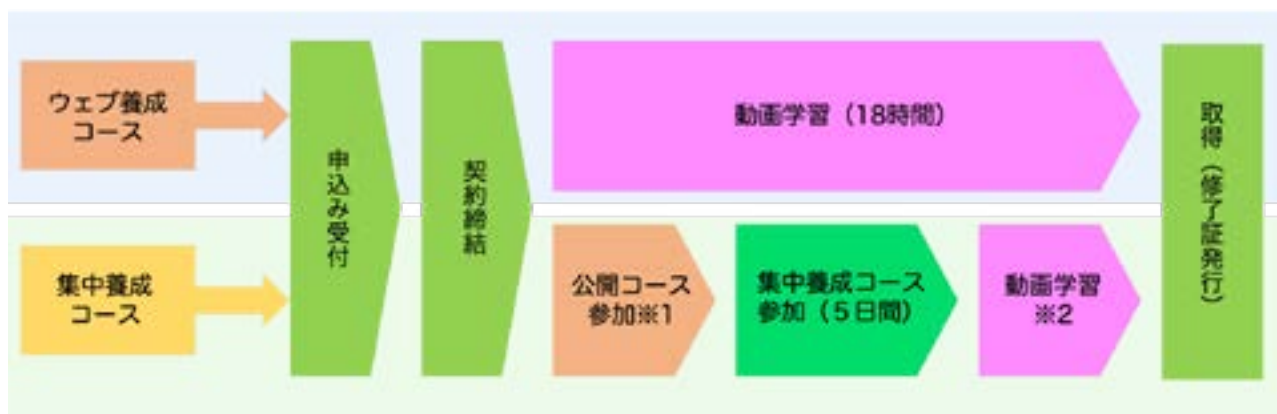 ウェブ養成
コース
申込み受付
契約締結
動画学習（18時間）
取得（修了証発行）
集中養成
コース
公開コース
参加※1
集中養成コース
参加（５日間）
動画学習
※2